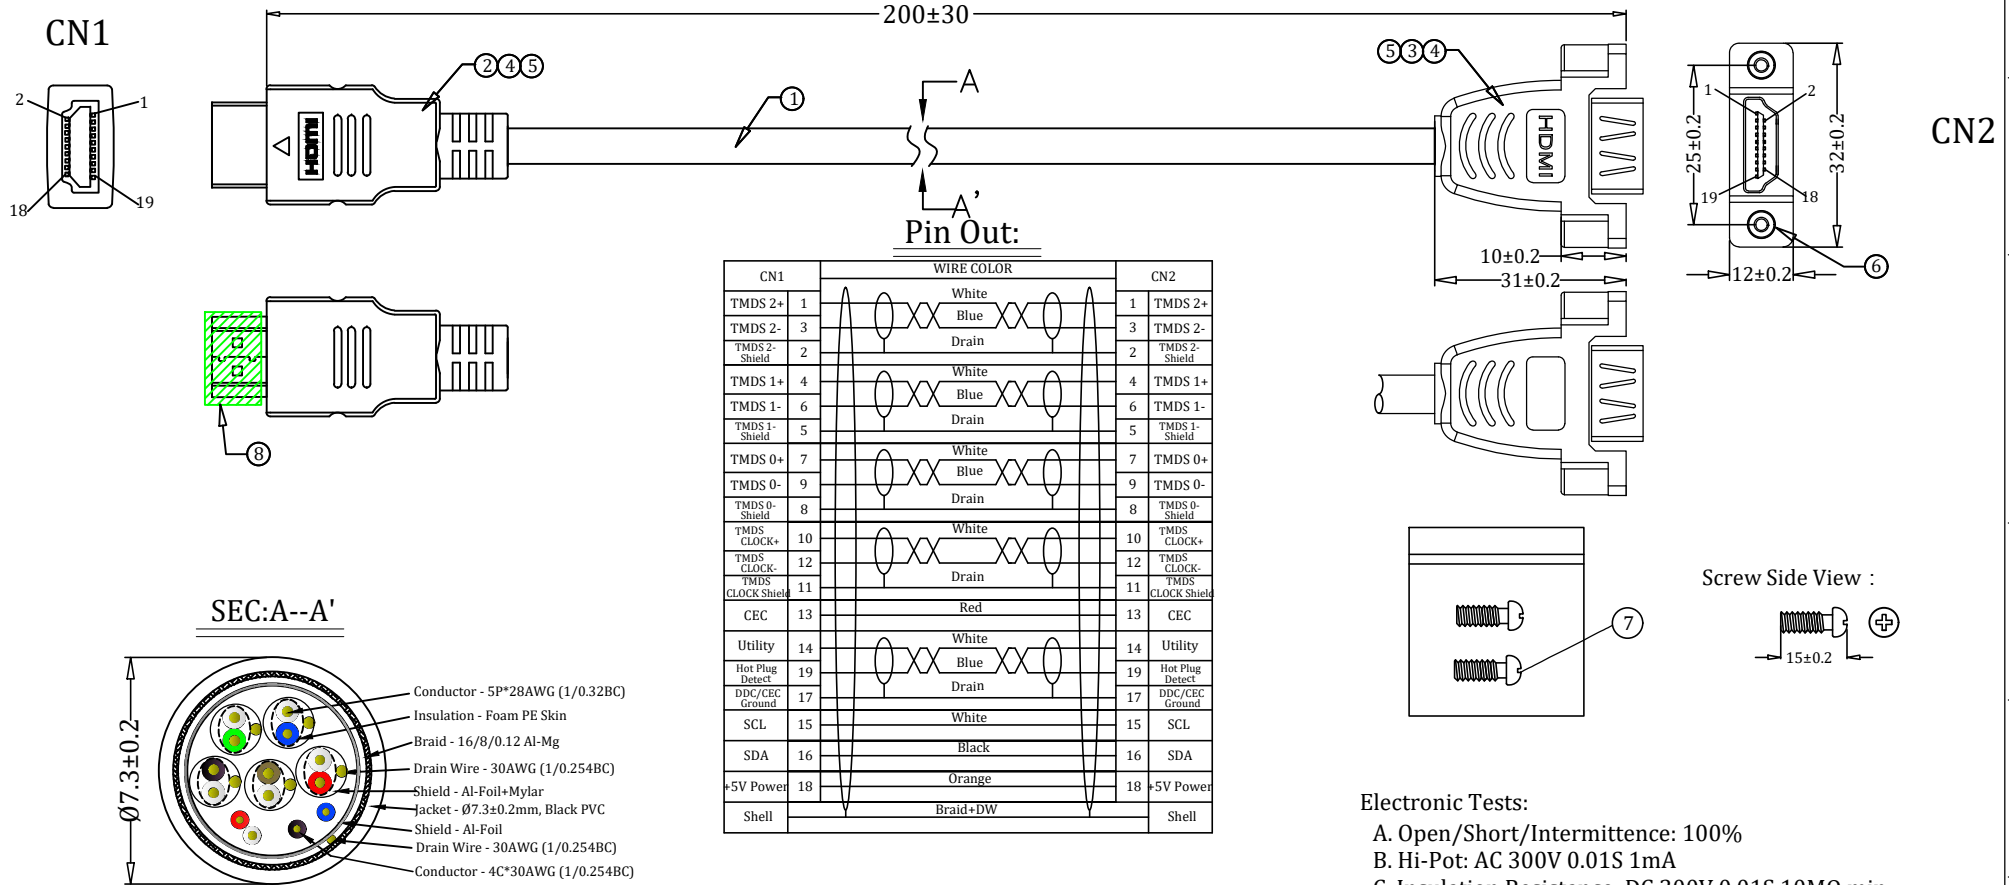 CN1
200±30
2 4 5
5 3 4
1
A
A'
CN2
2
1
18
19
HDMI
HDMI
1
2
19
18
25±0.2
32±0.2
10±0.2
31±0.2
12±0.2
6
8
Pin Out:
CN1 WIRE COLOR CN2
TMDS 2+ 1 White 1 TMDS 2+
TMDS 2- 3 Blue 3 TMDS 2-
TMDS 2- Shield 2 Drain 2 TMDS 2- Shield
TMDS 1+ 4 White 4 TMDS 1+
TMDS 1- 6 Blue 6 TMDS 1-
TMDS 1- Shield 5 Drain 5 TMDS 1- Shield
TMDS 0+ 7 White 7 TMDS 0+
TMDS 0- 9 Blue 9 TMDS 0-
TMDS 0- Shield 8 Drain 8 TMDS 0- Shield
TMDS CLOCK+ 10 White 10 TMDS CLOCK+
TMDS CLOCK- 12 12 TMDS CLOCK-
TMDS CLOCK Shield 11 Drain 11 TMDS CLOCK Shield
CEC 13 Red 13 CEC
Utility 14 White 14 Utility
Hot Plug Detect 19 Blue 19 Hot Plug Detect
DDC/CEC Ground 17 Drain 17 DDC/CEC Ground
SCL 15 White 15 SCL
SDA 16 Black 16 SDA
+5V Power 18 Orange 18 +5V Power
Shell Braid+DW Shell
SEC:A--A'
Ø7.3±0.2
Conductor - 5P*28AWG (1/0.32BC)
Insulation - Foam PE Skin
Braid - 16/8/0.12 Al-Mg
Drain Wire - 30AWG (1/0.254BC)
Shield - Al-Foil+Mylar
Jacket - Ø7.3±0.2mm, Black PVC
Shield - Al-Foil
Drain Wire - 30AWG (1/0.254BC)
Conductor - 4C*30AWG (1/0.254BC)
7
Screw Side View :
15±0.2
Electronic Tests:
A. Open/Short/Intermittence: 100%
B. Hi-Pot: AC 300V 0.01S 1mA
C. Insulation Resistance: DC 300V 0.01S 10MΩ min